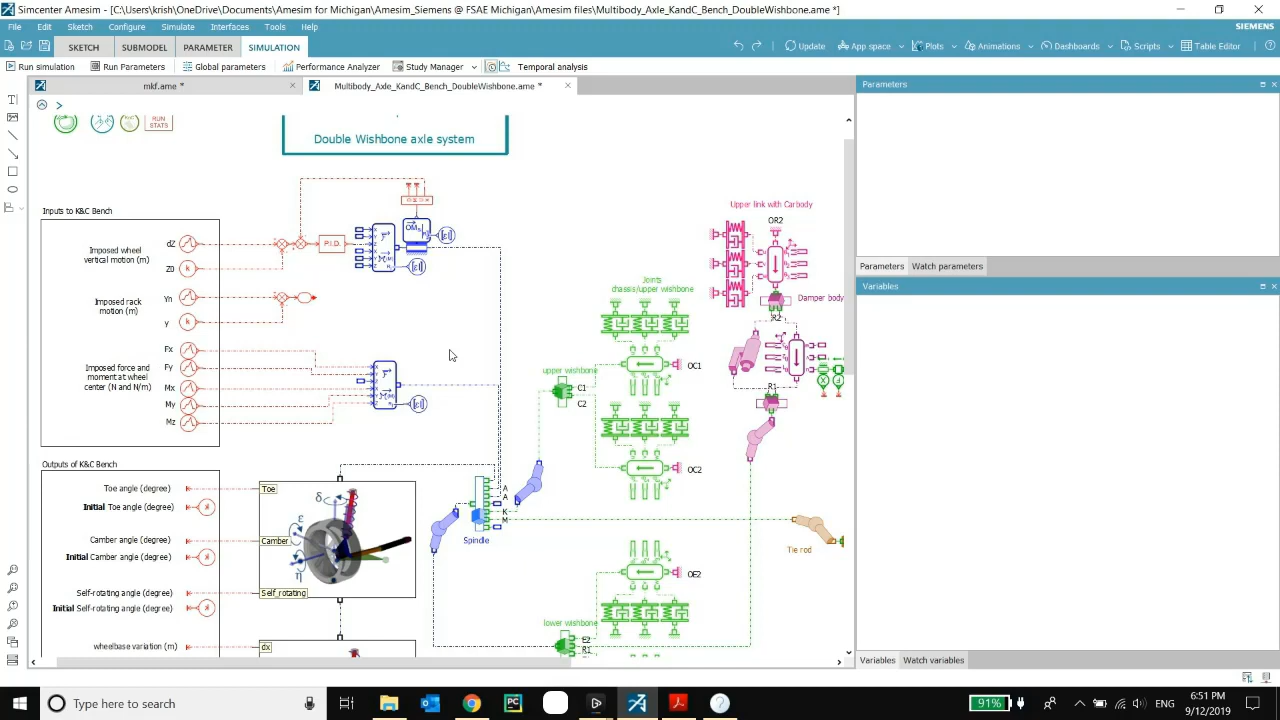 Simcenter Amesim - [C:\Users\krish\OneDrive\Documents\Amesim for Michigan\Amesim_Siemens @ FSAE Michigan\Amesim files\Multibody_Axle_KandC_Bench_DoubleWishbone.ame *]
File Edit Sketch Configure Simulate Interfaces Tools Help SIEMENS
SKETCH SUBMODEL PARAMETER SIMULATION Update App space Plots Animations Dashboards Scripts Table Editor
Run simulation Run Parameters Global parameters Performance Analyzer Study Manager Temporal analysis
mkf.ame * Multibody_Axle_KandC_Bench_DoubleWishbone.ame * Parameters
RUN
STATS
Double Wishbone axle system
Inputs to K&C Bench
Imposed wheel
vertical motion (m)
dZ
Z0
Imposed rack
motion (m)
Yh
y
Imposed force and
moment at wheel
center (N and N/m)
Fx
Fy
Mx
My
Mz
P.I.D.
Upper link with Carbody
OR2
Damper body
R2
R1
Joints
chassis/upper wishbone
OC1
upper wishbone
C1
C2
OC2
Outputs of K&C Bench
Toe angle (degree)
Initial Toe angle (degree)
Camber angle (degree)
Initial Camber angle (degree)
Self-rotating angle (degree)
Initial Self-rotating angle (degree)
wheelbase variation (m)
Toe
Camber
Self_rotating
dx
δ
ε
η
A
A
K
M
Spindle
Tie rod
OE2
lower wishbone
E2
R1
Parameters Watch parameters
Variables
Variables Watch variables
Type here to search
91%
ENG
6:51 PM
9/12/2019